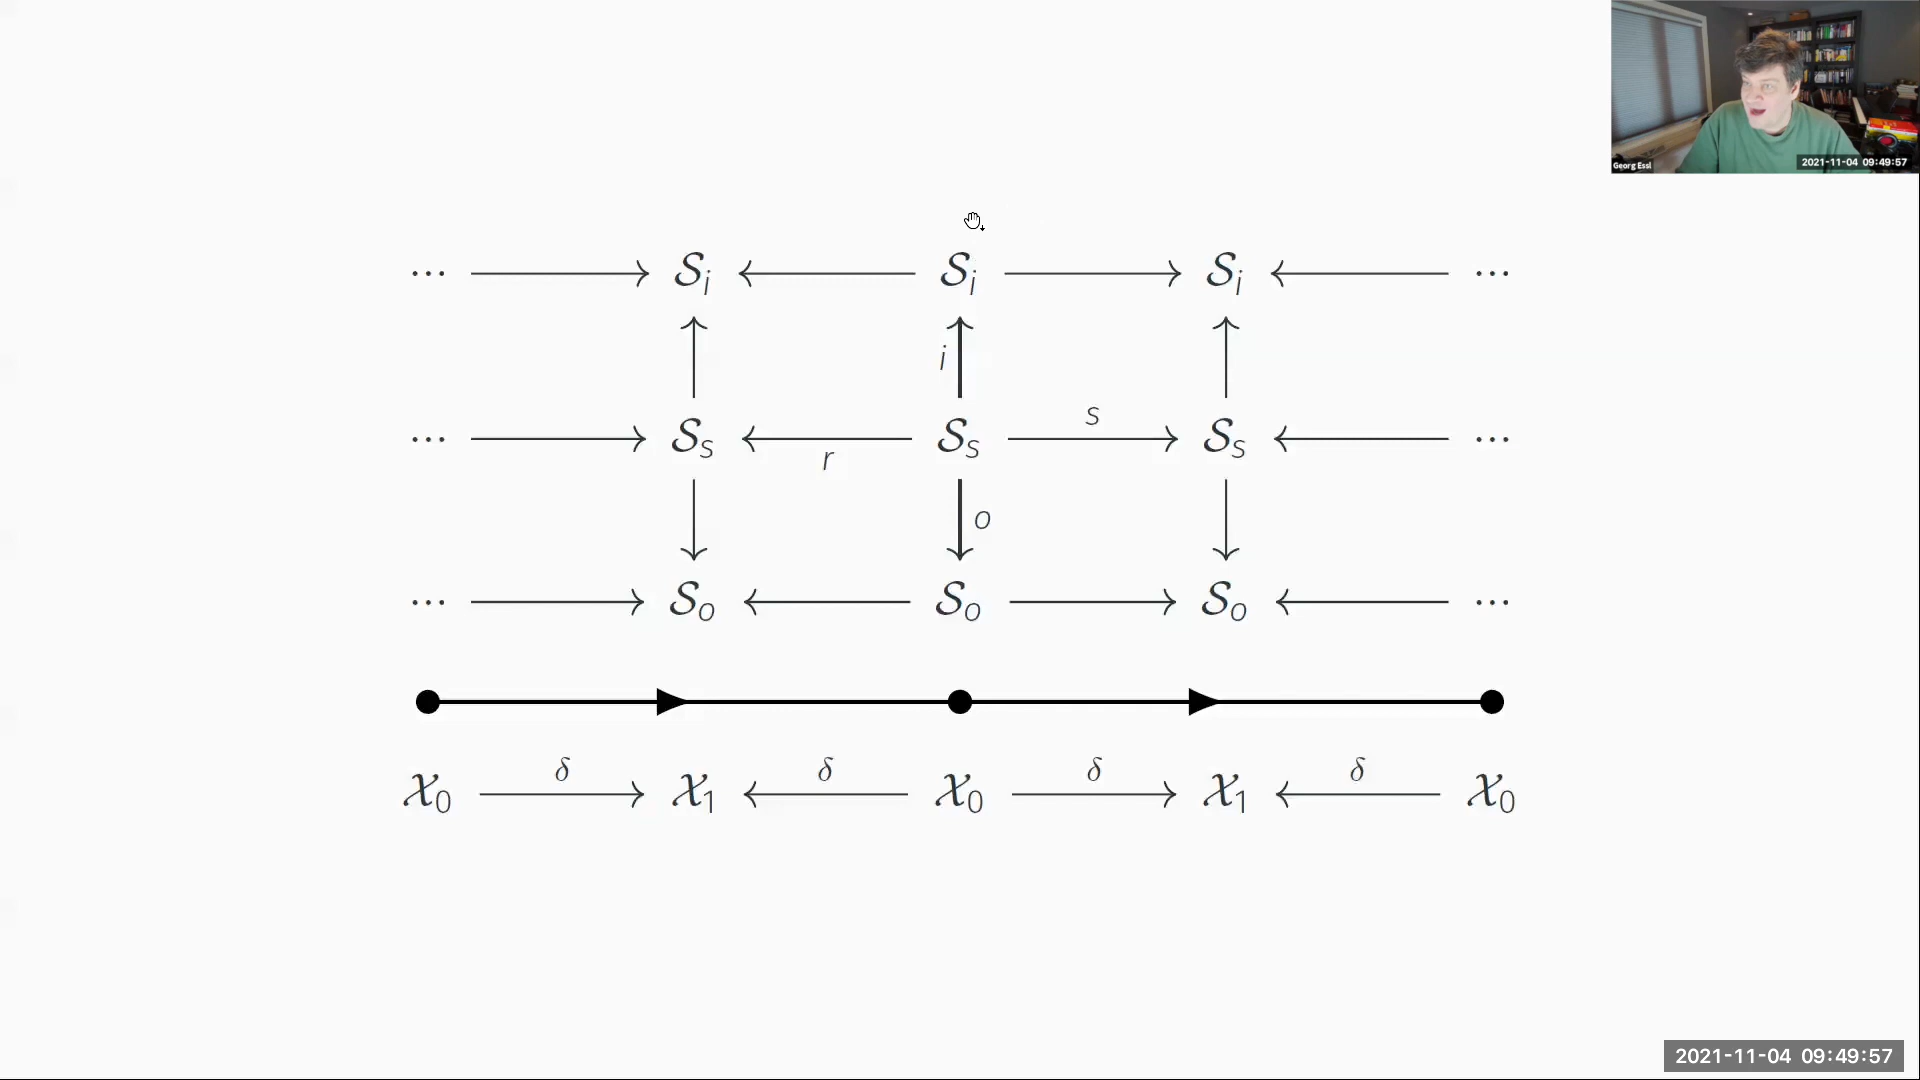 Georg Essl
2021-11-04 09:49:57
⋯ ⟶ 𝒮i ⟵ 𝒮i ⟶ 𝒮i ⟵ ⋯
i
s
⋯ ⟶ 𝒮s ⟵ 𝒮s ⟶ 𝒮s ⟵ ⋯
r
o
⋯ ⟶ 𝒮o ⟵ 𝒮o ⟶ 𝒮o ⟵ ⋯
δ δ δ δ
𝒳0 ⟶ 𝒳1 ⟵ 𝒳0 ⟶ 𝒳1 ⟵ 𝒳0
2021-11-04 09:49:57